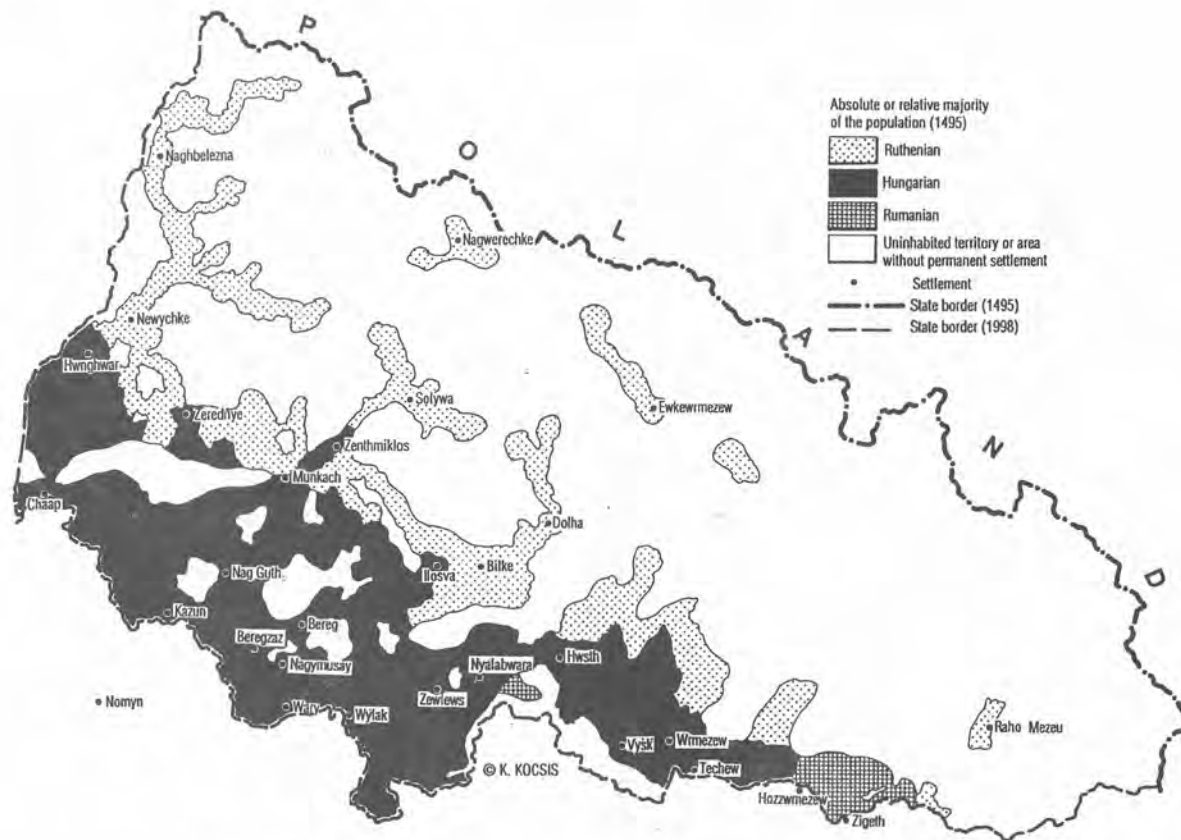 P
O
L
A
N
D
Absolute or relative majority
of the population (1495)
Ruthenian
Hungarian
Rumanian
Uninhabited territory or area
without permanent settlement
Settlement
State border (1495)
State border (1998)
Naghbelezna
Nagwerechke
Newychke
Hwnghwar
Solywa
Ewkewrmezew
Zerednye
Zenthmiklos
Munkach
Chaap
Dolha
Ilosva
Bilke
Nag Guth
Kazun
Bereg
Beregzaz
Nagymusay
Hwsth
Nyalabwara
Zewlews
Nomyn
Wary
Wylak
Raho Mezeu
Vyšk
Wrmezew
Techew
© K. KOCSIS
Hozzwmezew
Zigeth